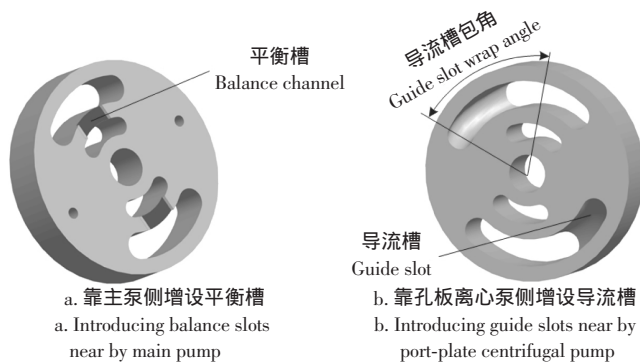 平衡槽
Balance channel
导流槽包角
Guide slot wrap angle
导流槽
Guide slot
a. 靠主泵侧增设平衡槽
a. Introducing balance slots
near by main pump
b. 靠孔板离心泵侧增设导流槽
b. Introducing guide slots near by
port-plate centrifugal pump